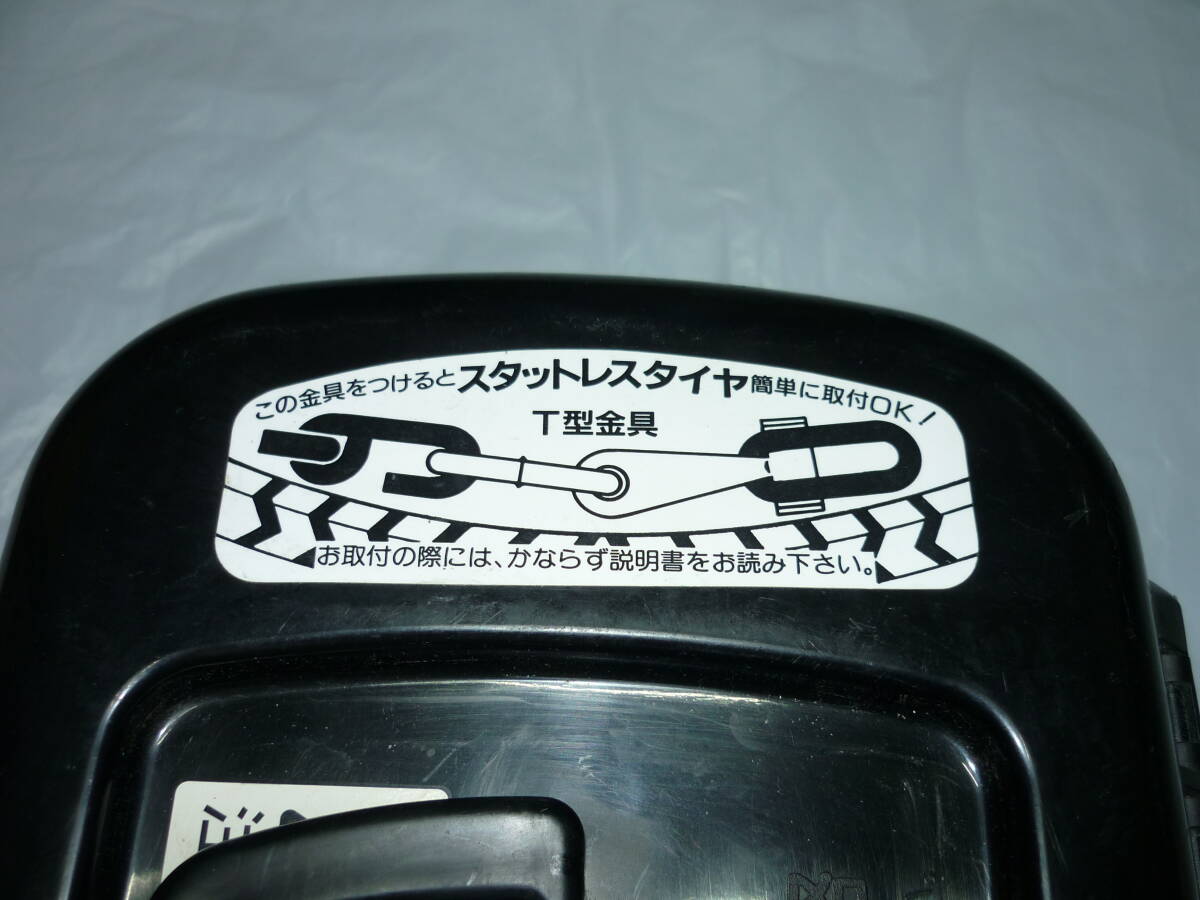 この金具をつけるとスタットレスタイヤ簡単に取付OK!
T型金具
お取付の際には、かならず説明書をお読み下さい。